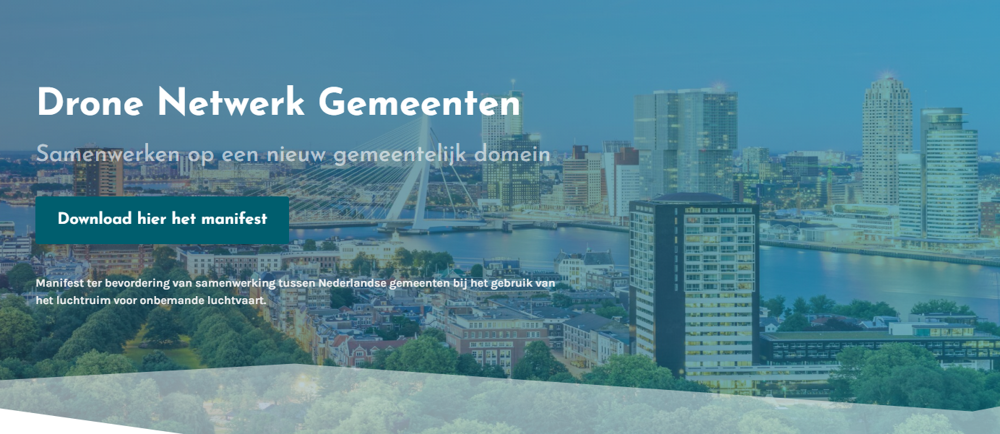 Drone Netwerk Gemeenten
Samenwerken op een nieuw gemeentelijk domein
Download hier het manifest
Manifest ter bevordering van samenwerking tussen Nederlandse gemeenten bij het gebruik van
het luchtruim voor onbemande luchtvaart.